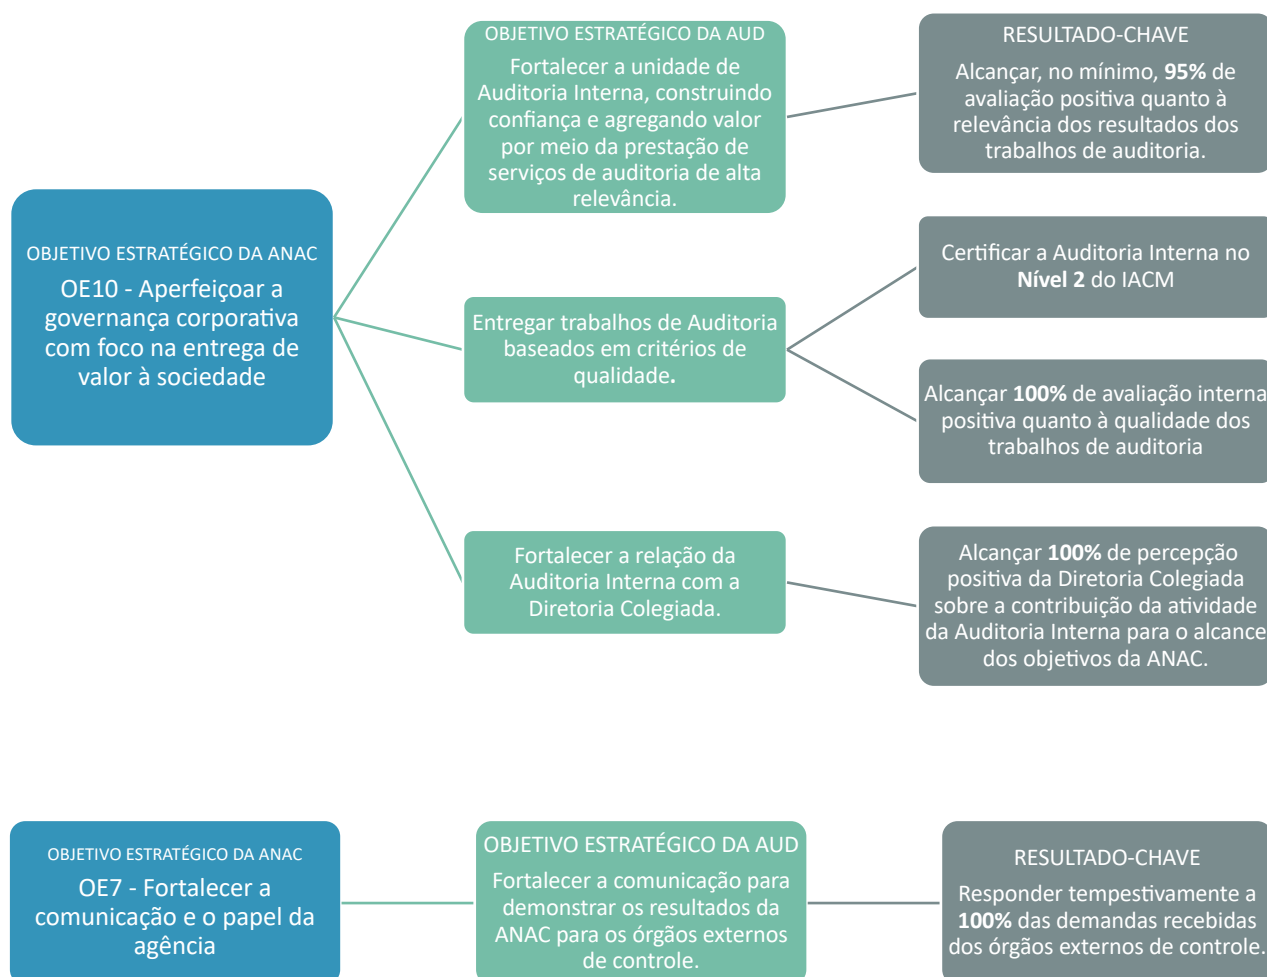 OBJETIVO ESTRATÉGICO DA ANAC
OE10 - Aperfeiçoar a
governança corporativa
com foco na entrega de
valor à sociedade
OBJETIVO ESTRATÉGICO DA AUD
Fortalecer a unidade de
Auditoria Interna, construindo
confiança e agregando valor
por meio da prestação de
serviços de auditoria de alta
relevância.
RESULTADO-CHAVE
Alcançar, no mínimo, 95% de
avaliação positiva quanto à
relevância dos resultados dos
trabalhos de auditoria.
Entregar trabalhos de Auditoria
baseados em critérios de
qualidade.
Certificar a Auditoria Interna no
Nível 2 do IACM
Alcançar 100% de avaliação interna
positiva quanto à qualidade dos
trabalhos de auditoria
Fortalecer a relação da
Auditoria Interna com a
Diretoria Colegiada.
Alcançar 100% de percepção
positiva da Diretoria Colegiada
sobre a contribuição da atividade
da Auditoria Interna para o alcance
dos objetivos da ANAC.
OBJETIVO ESTRATÉGICO DA ANAC
OE7 - Fortalecer a
comunicação e o papel da
agência
OBJETIVO ESTRATÉGICO DA AUD
Fortalecer a comunicação para
demonstrar os resultados da
ANAC para os órgãos externos
de controle.
RESULTADO-CHAVE
Responder tempestivamente a
100% das demandas recebidas
dos órgãos externos de controle.